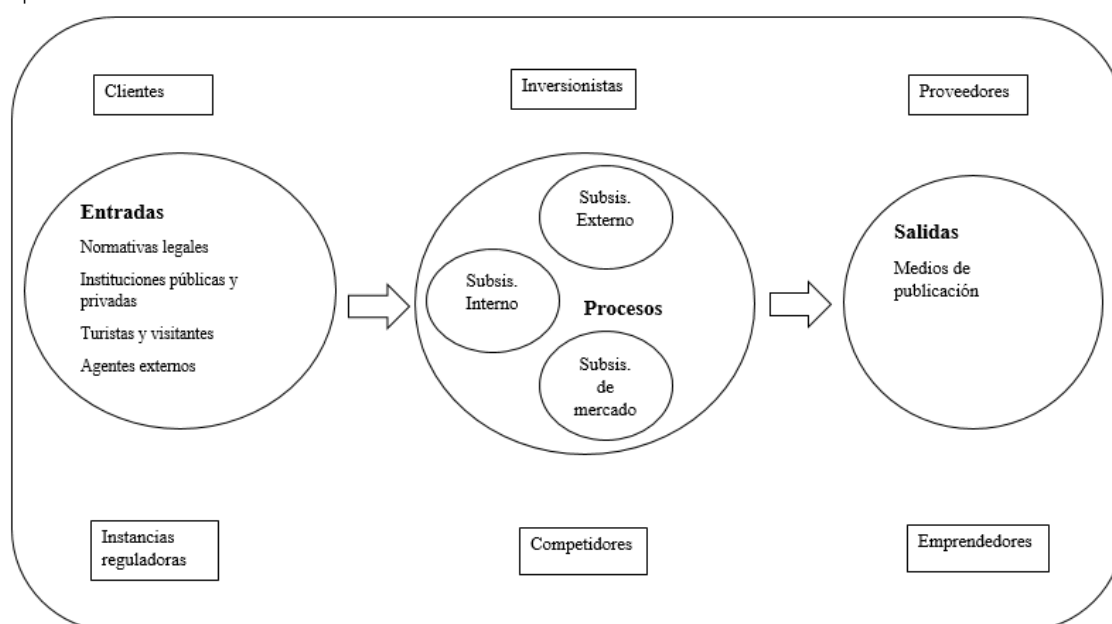 Clientes
Inversionistas
Proveedores
Entradas
Normativas legales
Instituciones públicas y
privadas
Turistas y visitantes
Agentes externos
Subsis.
Externo
Subsis.
Interno
Procesos
Subsis.
de
mercado
Salidas
Medios de
publicación
Instancias
reguladoras
Competidores
Emprendedores